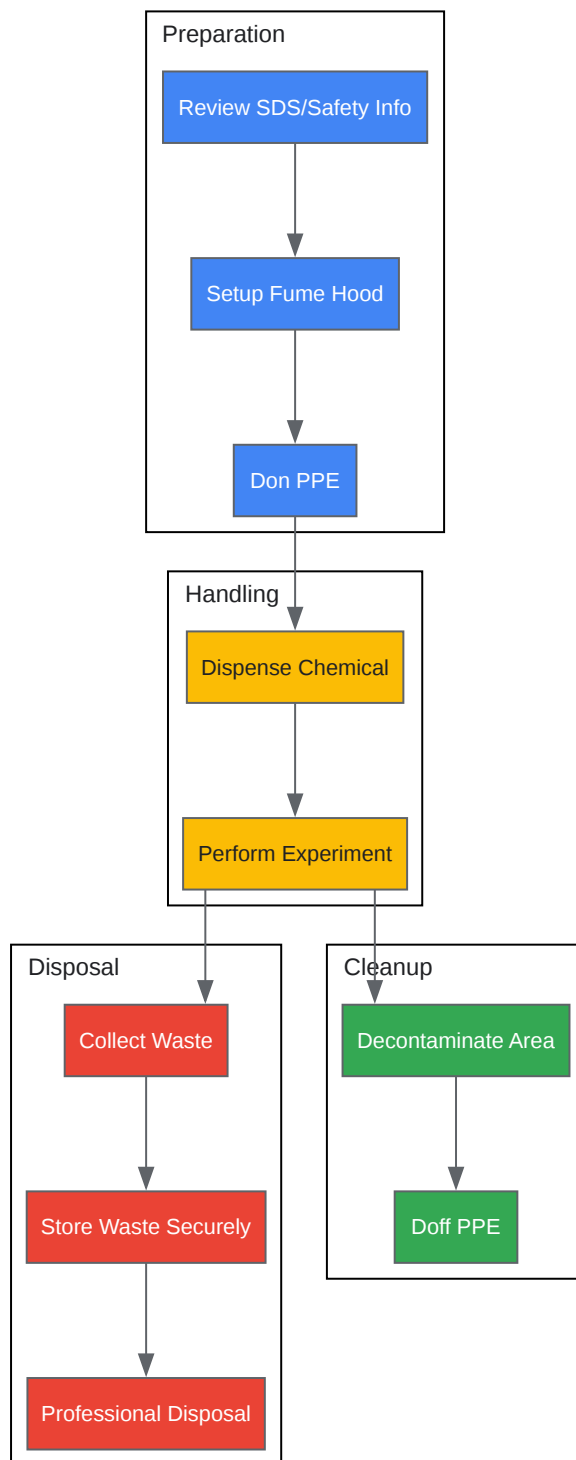 Preparation
Review SDS/Safety Info
Setup Fume Hood
Don PPE
Handling
Dispense Chemical
Perform Experiment
Disposal
Collect Waste
Store Waste Securely
Professional Disposal
Cleanup
Decontaminate Area
Doff PPE